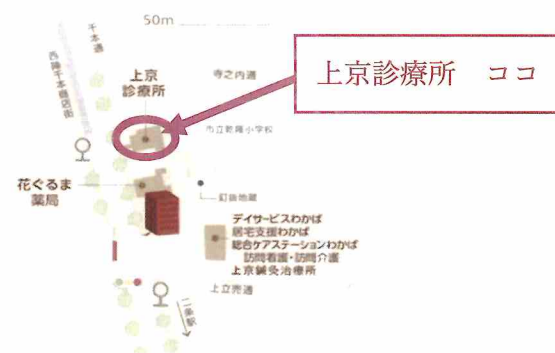 50m
千本通
西陣千本商店街
上京
診療所
寺之内通
上京診療所　ココ
市立乾隆小学校
花ぐるま
薬局
釘抜地蔵
デイサービスわかば
居宅支援わかば
総合ケアステーションわかば
訪問看護・訪問介護
上京鍼灸治療所
上立売通
二条駅